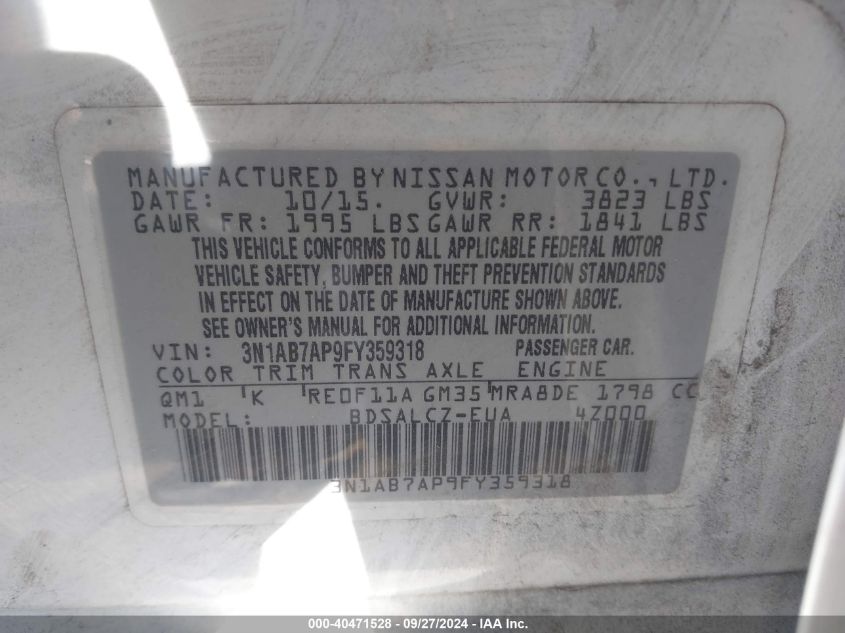 MANUFACTURED BY NISSAN MOTOR CO., LTD.
DATE: 10/15. GVWR: 3823 LBS
GAWR FR: 1995 LBS GAWR RR: 1841 LBS
THIS VEHICLE CONFORMS TO ALL APPLICABLE FEDERAL MOTOR
VEHICLE SAFETY, BUMPER AND THEFT PREVENTION STANDARDS
IN EFFECT ON THE DATE OF MANUFACTURE SHOWN ABOVE.
SEE OWNER'S MANUAL FOR ADDITIONAL INFORMATION.
VIN: 3N1AB7AP9FY359318 PASSENGER CAR.
COLOR TRIM TRANS AXLE ENGINE
QM1 K RE0F11A GM35 MRA8DE 1798 CC
MODEL: BDSALCZ-EUA 4Z000
3N1AB7AP9FY359318
000-40471528 - 09/27/2024 - EN - IAA Inc.